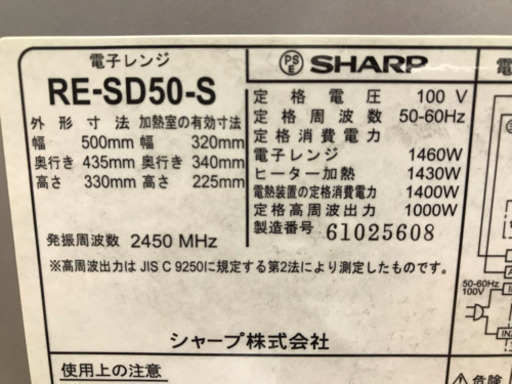 電子レンジ
RE-SD50-S
外形寸法 加熱室の有効寸法
幅 500mm 幅 320mm
奥行き 435mm 奥行き 340mm
高さ 330mm 高さ 225mm
発振周波数 2450 MHz
PS E SHARP
定格電圧 100 V
定格周波数 50-60Hz
定格消費電力
電子レンジ 1460W
ヒーター加熱 1430W
電熱装置の定格消費電力 1400W
定格高周波出力 1000W
製造番号 61025608
※高周波出力は JIS C 9250に規定する第2法により測定したものです。
シャープ株式会社
使用上の注意
電
50-60Hz
100V
危険